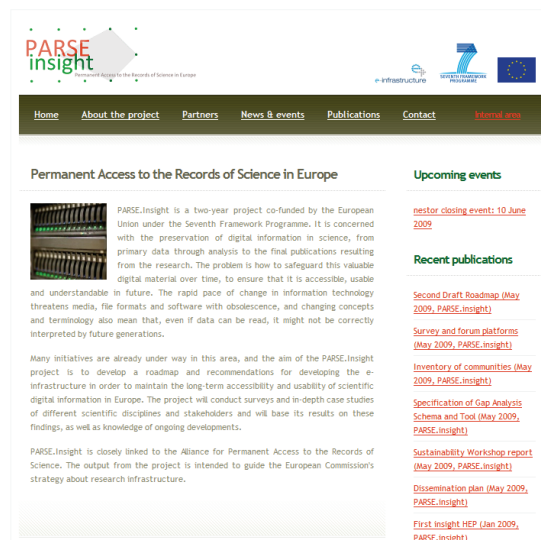 PARSE
insight
Permanent Access to the Records of Science in Europe
e-infrastructure
SEVENTH FRAMEWORK
PROGRAMME
Home About the project Partners News & events Publications Contact Internal area
Permanent Access to the Records of Science in Europe
PARSE.Insight is a two-year project co-funded by the European
Union under the Seventh Framework Programme. It is concerned
with the preservation of digital information in science, from
primary data through analysis to the final publications resulting
from the research. The problem is how to safeguard this valuable
digital material over time, to ensure that it is accessible, usable
and understandable in future. The rapid pace of change in information technology
threatens media, file formats and software with obsolescence, and changing concepts
and terminology also mean that, even if data can be read, it might not be correctly
interpreted by future generations.
Many initiatives are already under way in this area, and the aim of the PARSE.Insight
project is to develop a roadmap and recommendations for developing the e-
infrastructure in order to maintain the long-term accessibility and usability of scientific
digital information in Europe. The project will conduct surveys and in-depth case studies
of different scientific disciplines and stakeholders and will base its results on these
findings, as well as knowledge of ongoing developments.
PARSE.Insight is closely linked to the Alliance for Permanent Access to the Records of
Science. The output from the project is intended to guide the European Commission's
strategy about research infrastructure.
Upcoming events
nestor closing event: 10 June
2009
Recent publications
Second Draft Roadmap (May
2009, PARSE.insight)
Survey and forum platforms
(May 2009, PARSE.insight)
Inventory of communities (May
2009, PARSE.insight)
Specification of Gap Analysis
Schema and Tool (May 2009,
PARSE.insight)
Sustainability Workshop report
(May 2009, PARSE.insight)
Dissemination plan (May 2009,
PARSE.insight)
First insight HEP (Jan 2009,
PARSE.insight)